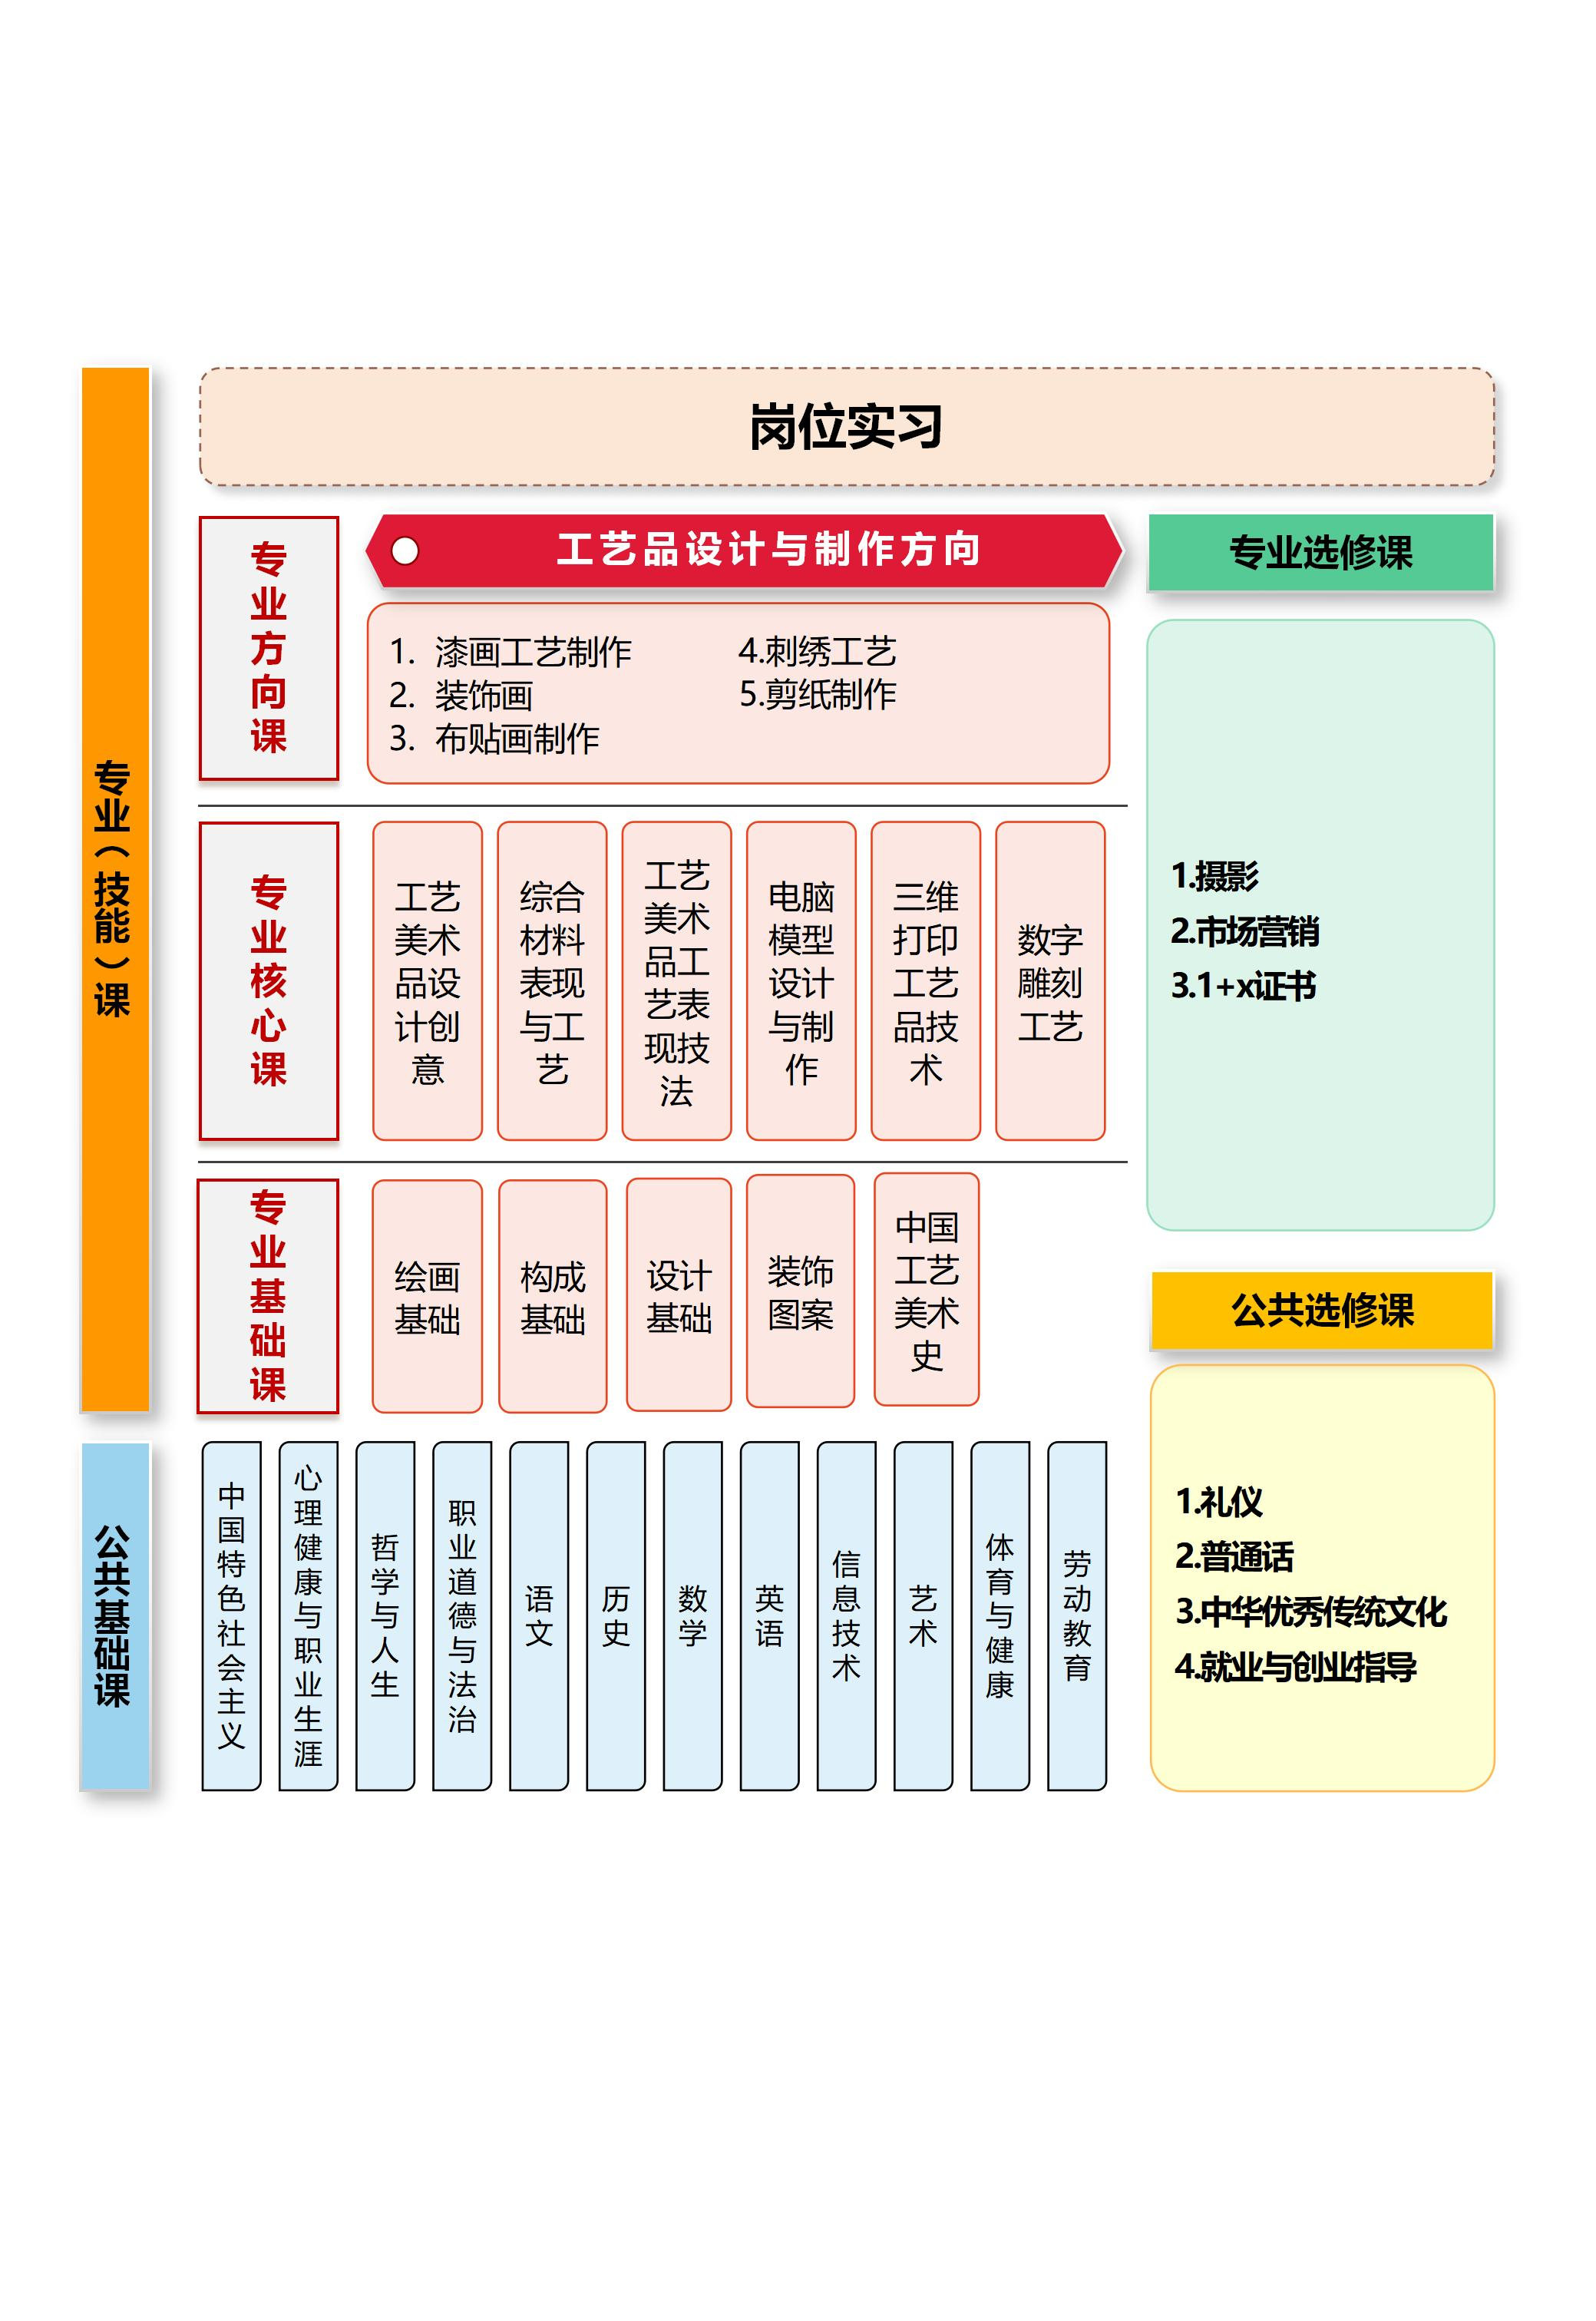 岗位实习
专业（技能）课
专业方向课
工艺品设计与制作方向
1. 漆画工艺制作
2. 装饰画
3. 布贴画制作
4.刺绣工艺
5.剪纸制作
专业核心课
工艺
美术
品设
计创
意
综合
材料
表现
与工
艺
工艺
美术
品工
艺表
现技
法
电脑
模型
设计
与制
作
三维
打印
工艺
品技
术
数字
雕刻
工艺
专业基础课
绘画
基础
构成
基础
设计
基础
装饰
图案
中国
工艺
美术
史
专业选修课
1.摄影
2.市场营销
3.1+x证书
公共选修课
1.礼仪
2.普通话
3.中华优秀传统文化
4.就业与创业指导
公共基础课
中国特色社会主义
心理健康与职业生涯
哲学与人生
职业道德与法治
语文
历史
数学
英语
信息技术
艺术
体育与健康
劳动教育